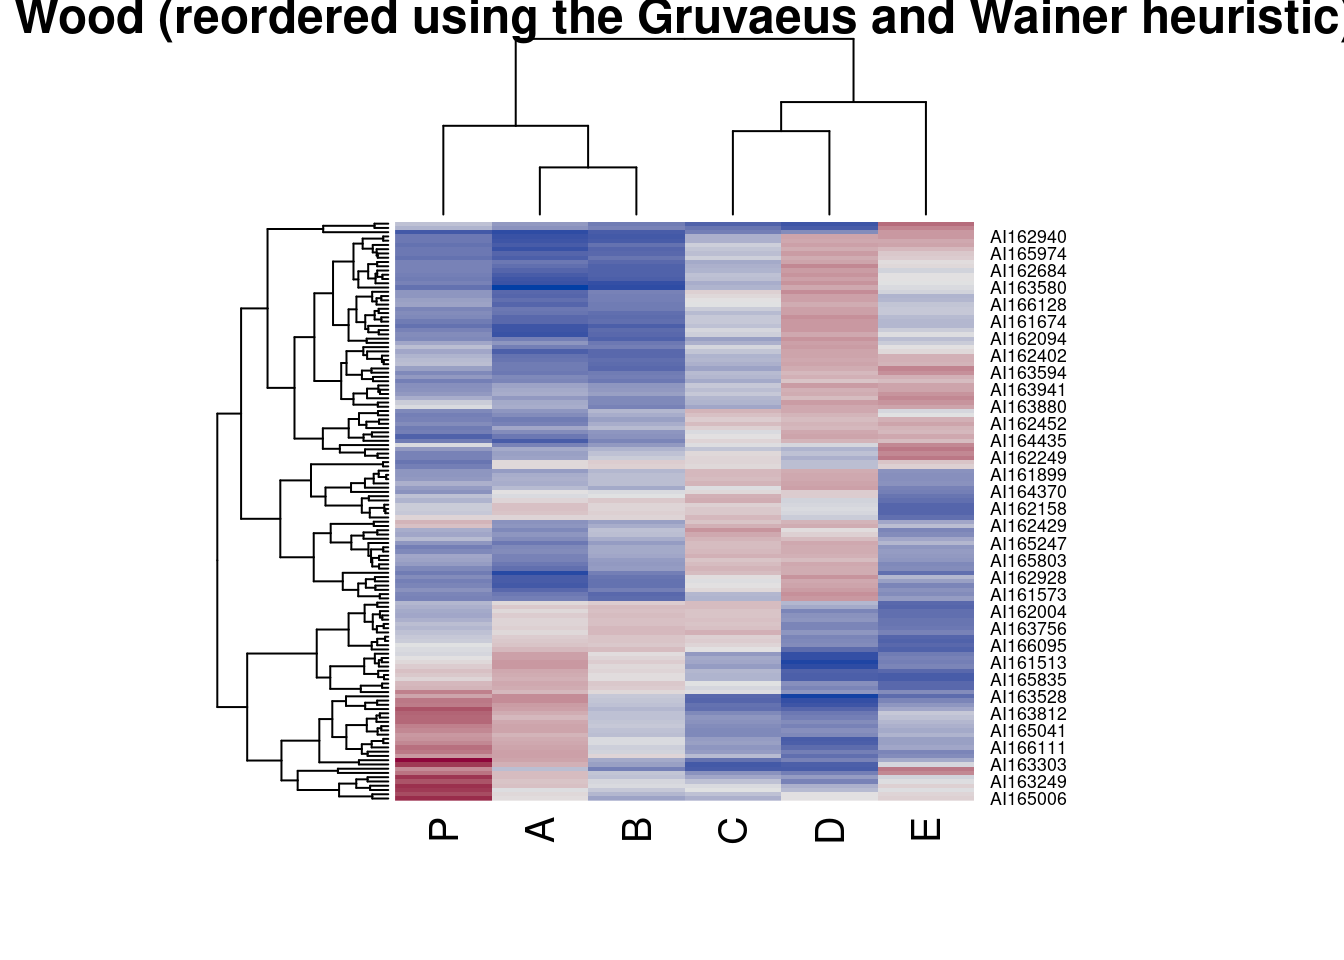 Wood (reordered using the Gruvaeus and Wainer heuristic)
AI162940
AI165974
AI162684
AI163580
AI166128
AI161674
AI162094
AI162402
AI163594
AI163941
AI163880
AI162452
AI164435
AI162249
AI161899
AI164370
AI162158
AI162429
AI165247
AI165803
AI162928
AI161573
AI162004
AI163756
AI166095
AI161513
AI165835
AI163528
AI163812
AI165041
AI166111
AI163303
AI163249
AI165006
P A B C D E